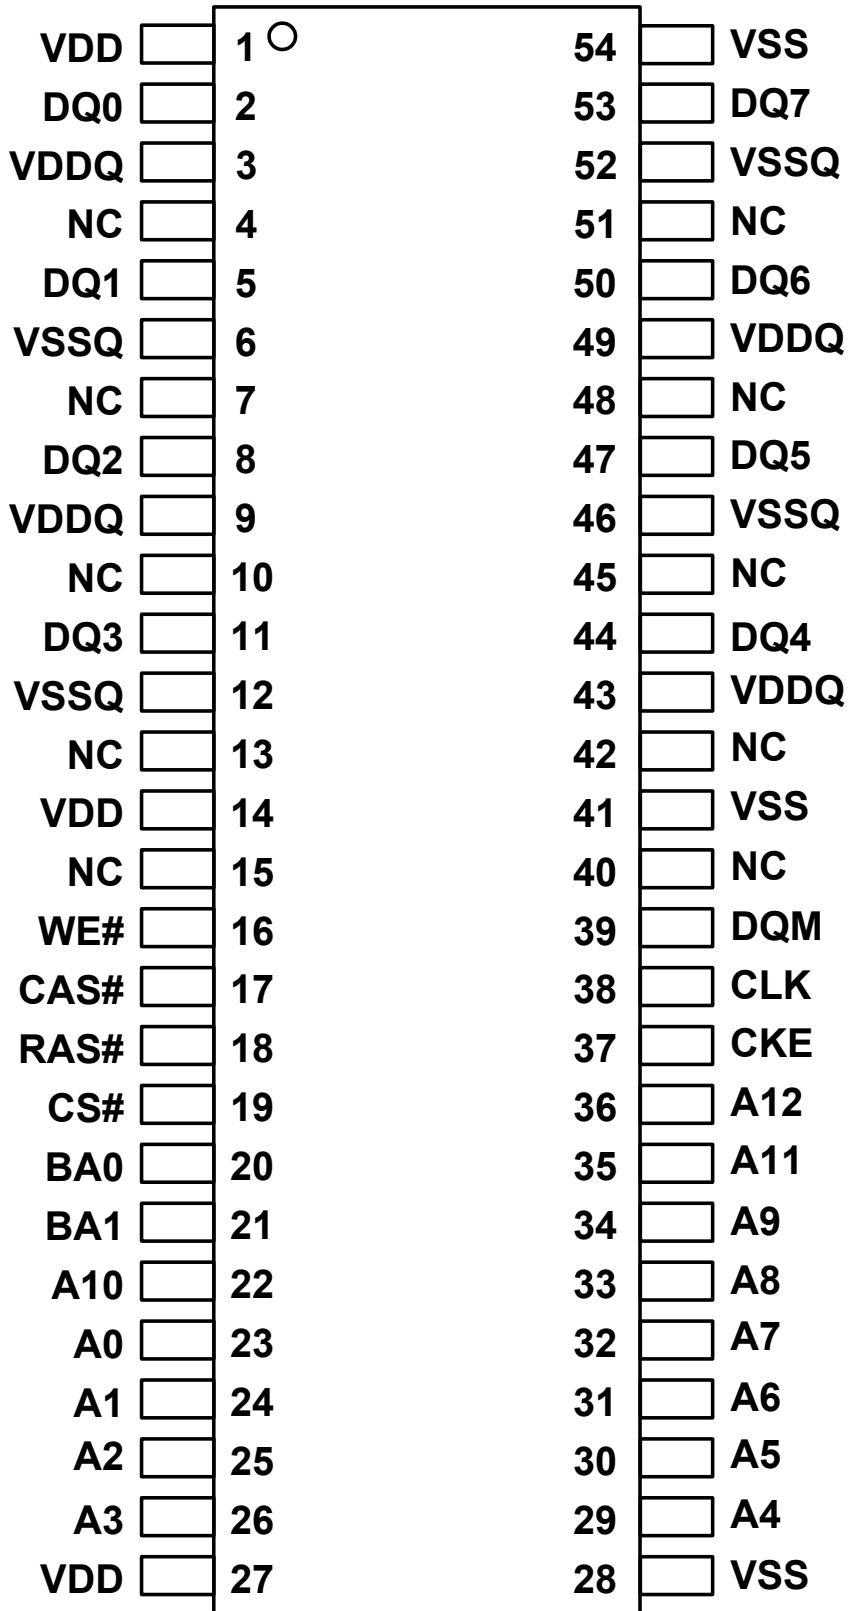 VDD 1 54 VSS
DQ0 2 53 DQ7
VDDQ 3 52 VSSQ
NC 4 51 NC
DQ1 5 50 DQ6
VSSQ 6 49 VDDQ
NC 7 48 NC
DQ2 8 47 DQ5
VDDQ 9 46 VSSQ
NC 10 45 NC
DQ3 11 44 DQ4
VSSQ 12 43 VDDQ
NC 13 42 NC
VDD 14 41 VSS
NC 15 40 NC
WE# 16 39 DQM
CAS# 17 38 CLK
RAS# 18 37 CKE
CS# 19 36 A12
BA0 20 35 A11
BA1 21 34 A9
A10 22 33 A8
A0 23 32 A7
A1 24 31 A6
A2 25 30 A5
A3 26 29 A4
VDD 27 28 VSS